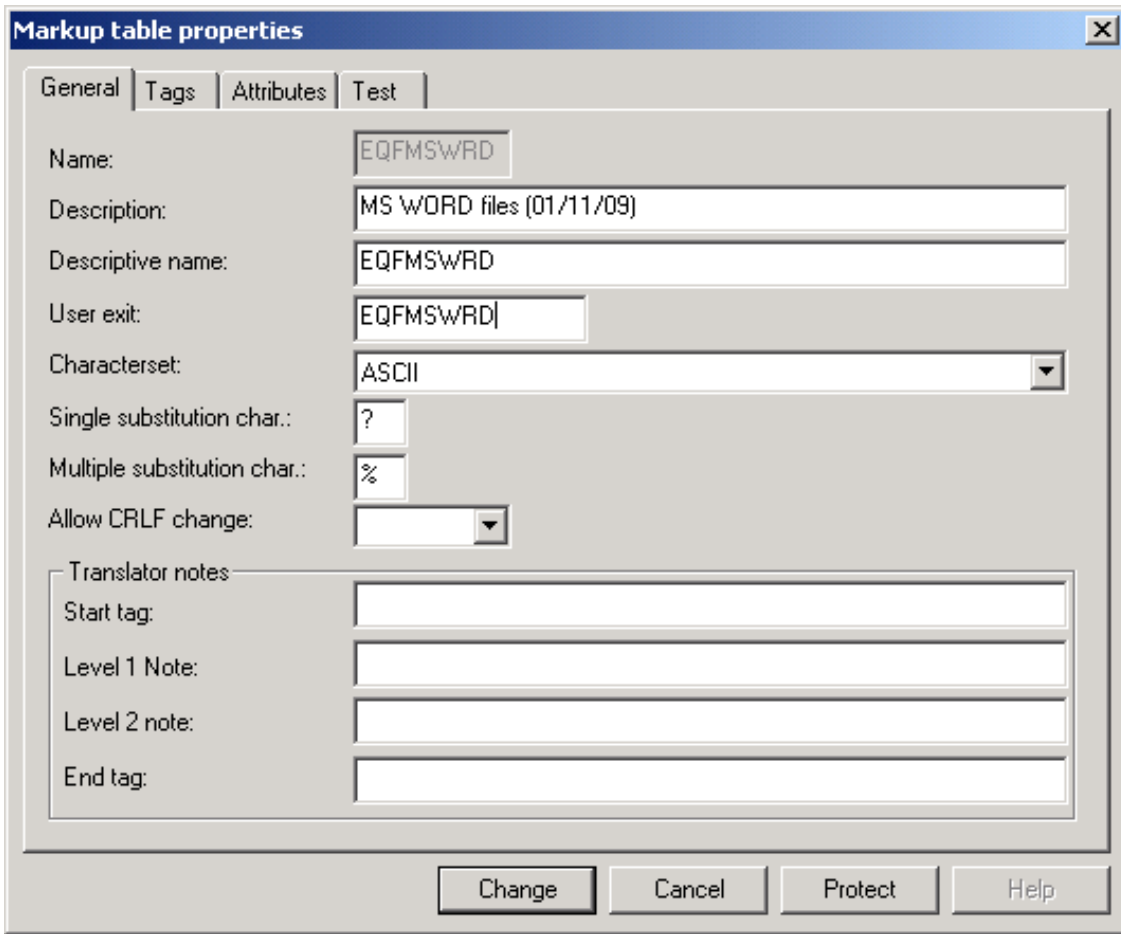 Markup table properties
General Tags Attributes Test
Name: EQFMSWRD
Description: MS WORD files (01/11/09)
Descriptive name: EQFMSWRD
User exit: EQFMSWRD
Characterset: ASCII
Single substitution char.: ?
Multiple substitution char.: %
Allow CRLF change:
Translator notes
Start tag:
Level 1 Note:
Level 2 note:
End tag:
Change Cancel Protect Help